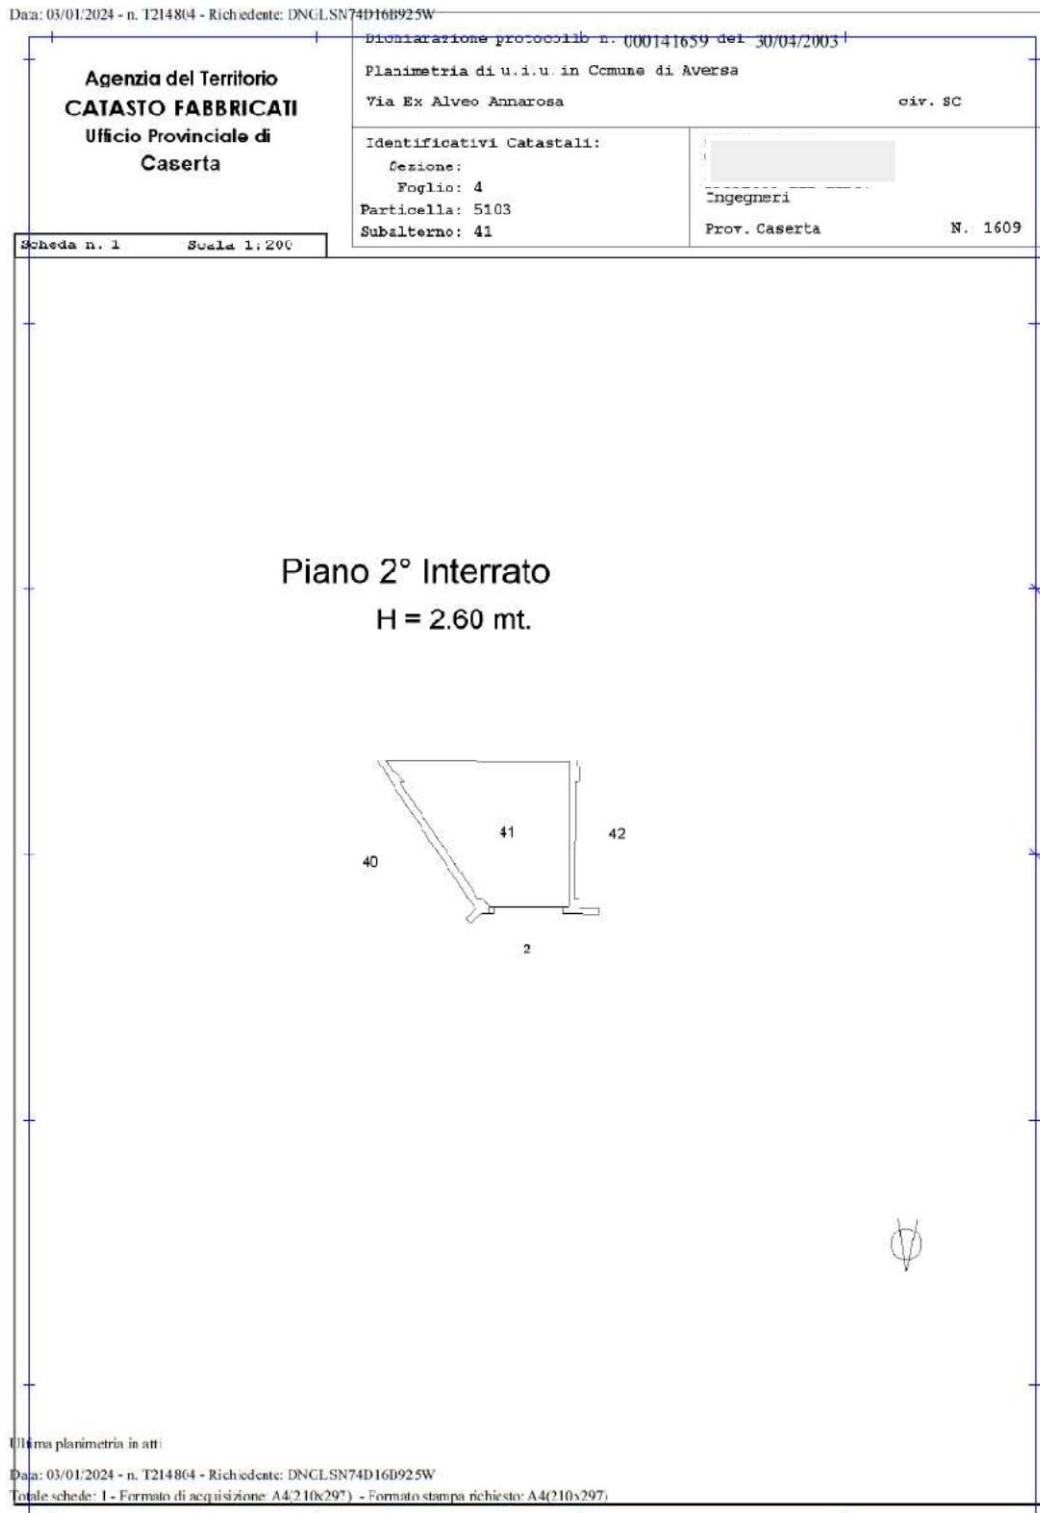 Data: 03/01/2024 - n. T214804 - Richiedente: DNGLSN74D16B925W
Dichiarazione protocollo n. 000141659 del 30/04/2003
Planimetria di u.i.u. in Comune di Aversa
Via Ex Alveo Annarosa civ. SC
Agenzia del Territorio
CATASTO FABBRICATI
Ufficio Provinciale di
Caserta
Identificativi Catastali:
Sezione:
Foglio: 4
Particella: 5103
Subalterno: 41
Ingegneri
Prov. Caserta N. 1609
Scheda n. 1 Scala 1:200
Piano 2° Interrato
H = 2.60 mt.
41
42
40
2
Ultima planimetria in atti
Data: 03/01/2024 - n. T214804 - Richiedente: DNGLSN74D16B925W
Totale schede: 1 - Formato di acquisizione: A4(210x297) - Formato stampa richiesto: A4(210x297)